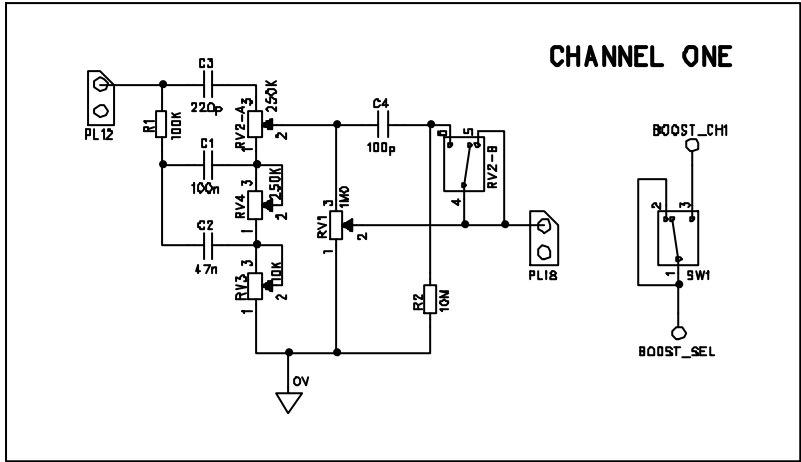 CHANNEL ONE
C3
220p
PL12
R1
100K
RV2-A
3
250K
2
1
C1
100n
RV4
3
250K
2
1
C2
47n
RV3
3
10K
2
1
C4
100p
RV1
3
1M0
2
1
6
5
RV2-B
4
R2
10M
PL18
0V
BOOST_CH1
2
3
1
SW1
BOOST_SEL